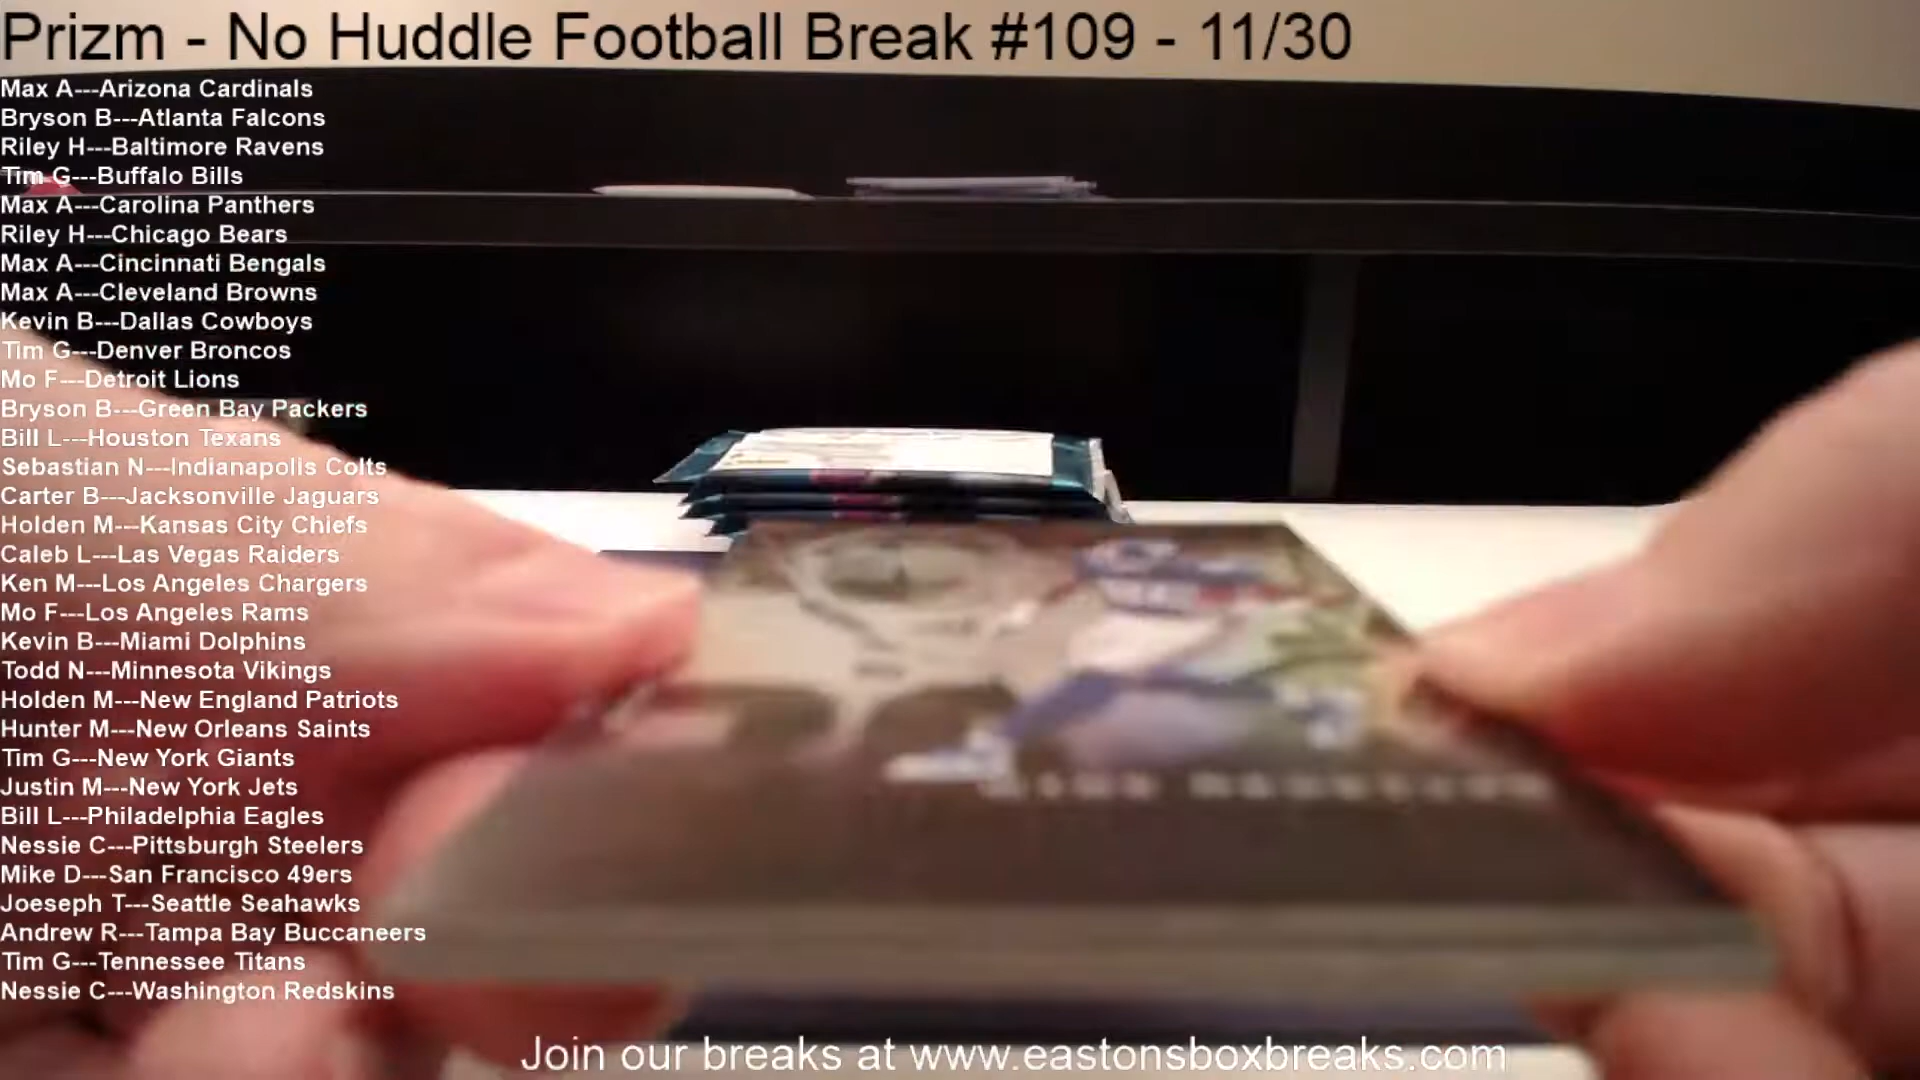 Prizm - No Huddle Football Break #109 - 11/30
Max A---Arizona Cardinals
Bryson B---Atlanta Falcons
Riley H---Baltimore Ravens
Tim G---Buffalo Bills
Max A---Carolina Panthers
Riley H---Chicago Bears
Max A---Cincinnati Bengals
Max A---Cleveland Browns
Kevin B---Dallas Cowboys
Tim G---Denver Broncos
Mo F---Detroit Lions
Bryson B---Green Bay Packers
Bill L---Houston Texans
Sebastian N---Indianapolis Colts
Carter B---Jacksonville Jaguars
Holden M---Kansas City Chiefs
Caleb L---Las Vegas Raiders
Ken M---Los Angeles Chargers
Mo F---Los Angeles Rams
Kevin B---Miami Dolphins
Todd N---Minnesota Vikings
Holden M---New England Patriots
Hunter M---New Orleans Saints
Tim G---New York Giants
Justin M---New York Jets
Bill L---Philadelphia Eagles
Nessie C---Pittsburgh Steelers
Mike D---San Francisco 49ers
Joeseph T---Seattle Seahawks
Andrew R---Tampa Bay Buccaneers
Tim G---Tennessee Titans
Nessie C---Washington Redskins
Join our breaks at www.eastonsboxbreaks.com